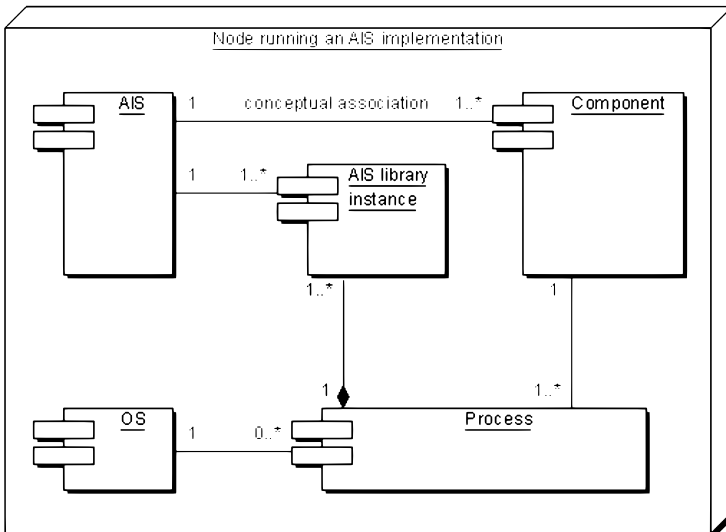 Node running an AIS implementation
AIS
1
conceptual association
1..*
Component
1
1..*
AIS library
instance
1..*
1
1
1..*
OS
1
0..*
Process